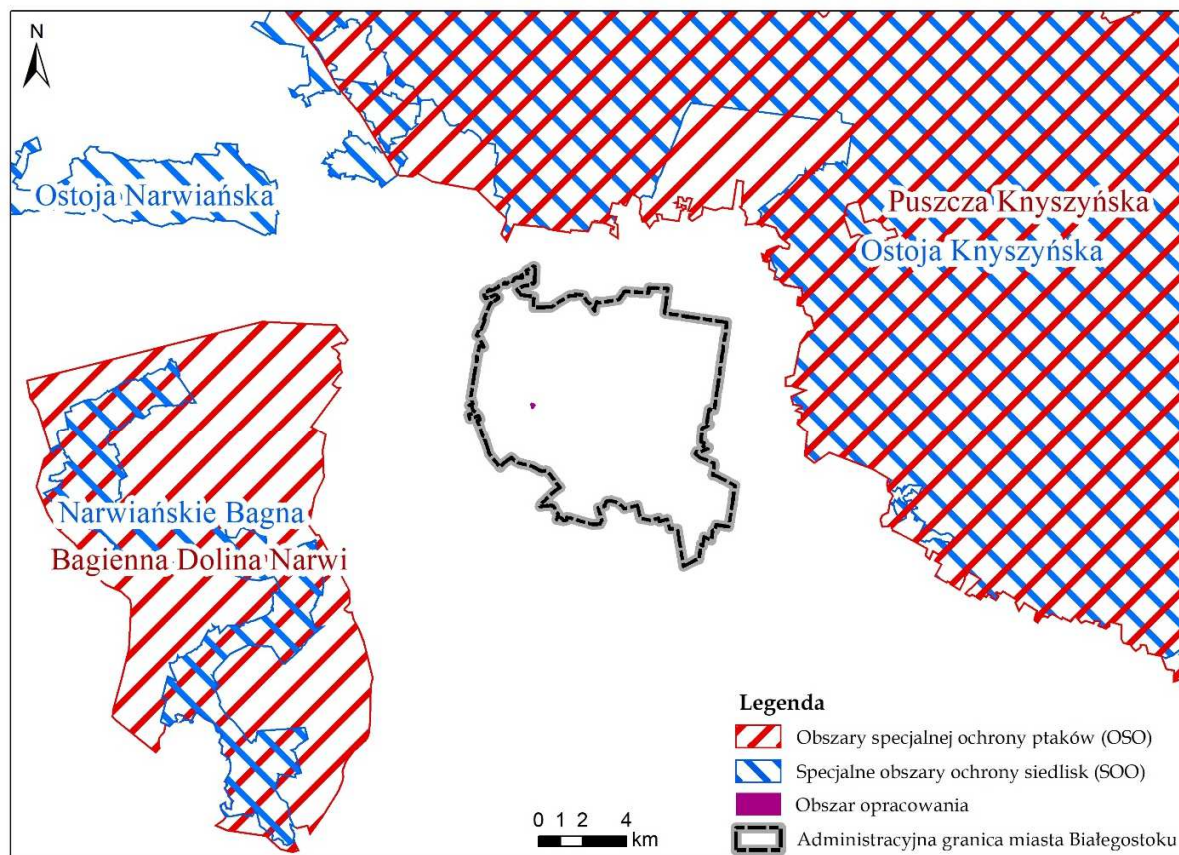 N
Ostoja Narwiańska
Puszcza Knyszyńska
Ostoja Knyszyńska
Narwiańskie Bagna
Bagienna Dolina Narwi
Legenda
Obszary specjalnej ochrony ptaków (OSO)
Specjalne obszary ochrony siedlisk (SOO)
Obszar opracowania
Administracyjna granica miasta Białegostoku
0 1 2 4
km